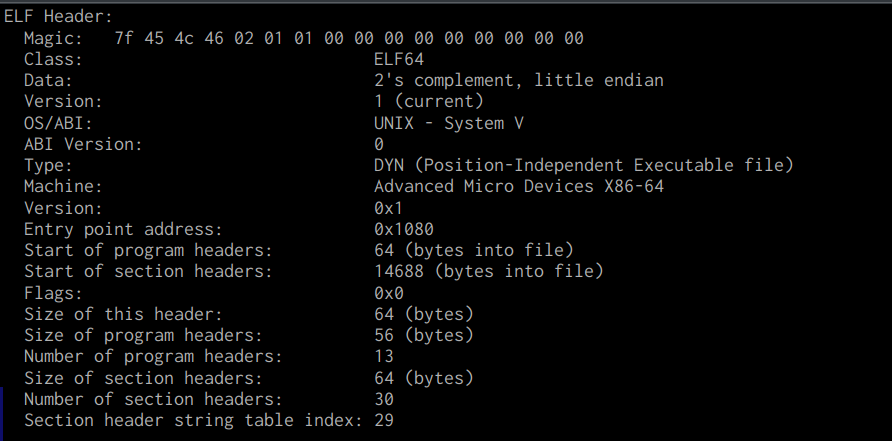 ELF Header:
  Magic:   7f 45 4c 46 02 01 01 00 00 00 00 00 00 00 00 00
  Class:                             ELF64
  Data:                              2's complement, little endian
  Version:                           1 (current)
  OS/ABI:                            UNIX - System V
  ABI Version:                       0
  Type:                              DYN (Position-Independent Executable file)
  Machine:                           Advanced Micro Devices X86-64
  Version:                           0x1
  Entry point address:               0x1080
  Start of program headers:          64 (bytes into file)
  Start of section headers:          14688 (bytes into file)
  Flags:                             0x0
  Size of this header:               64 (bytes)
  Size of program headers:           56 (bytes)
  Number of program headers:         13
  Size of section headers:           64 (bytes)
  Number of section headers:         30
  Section header string table index: 29